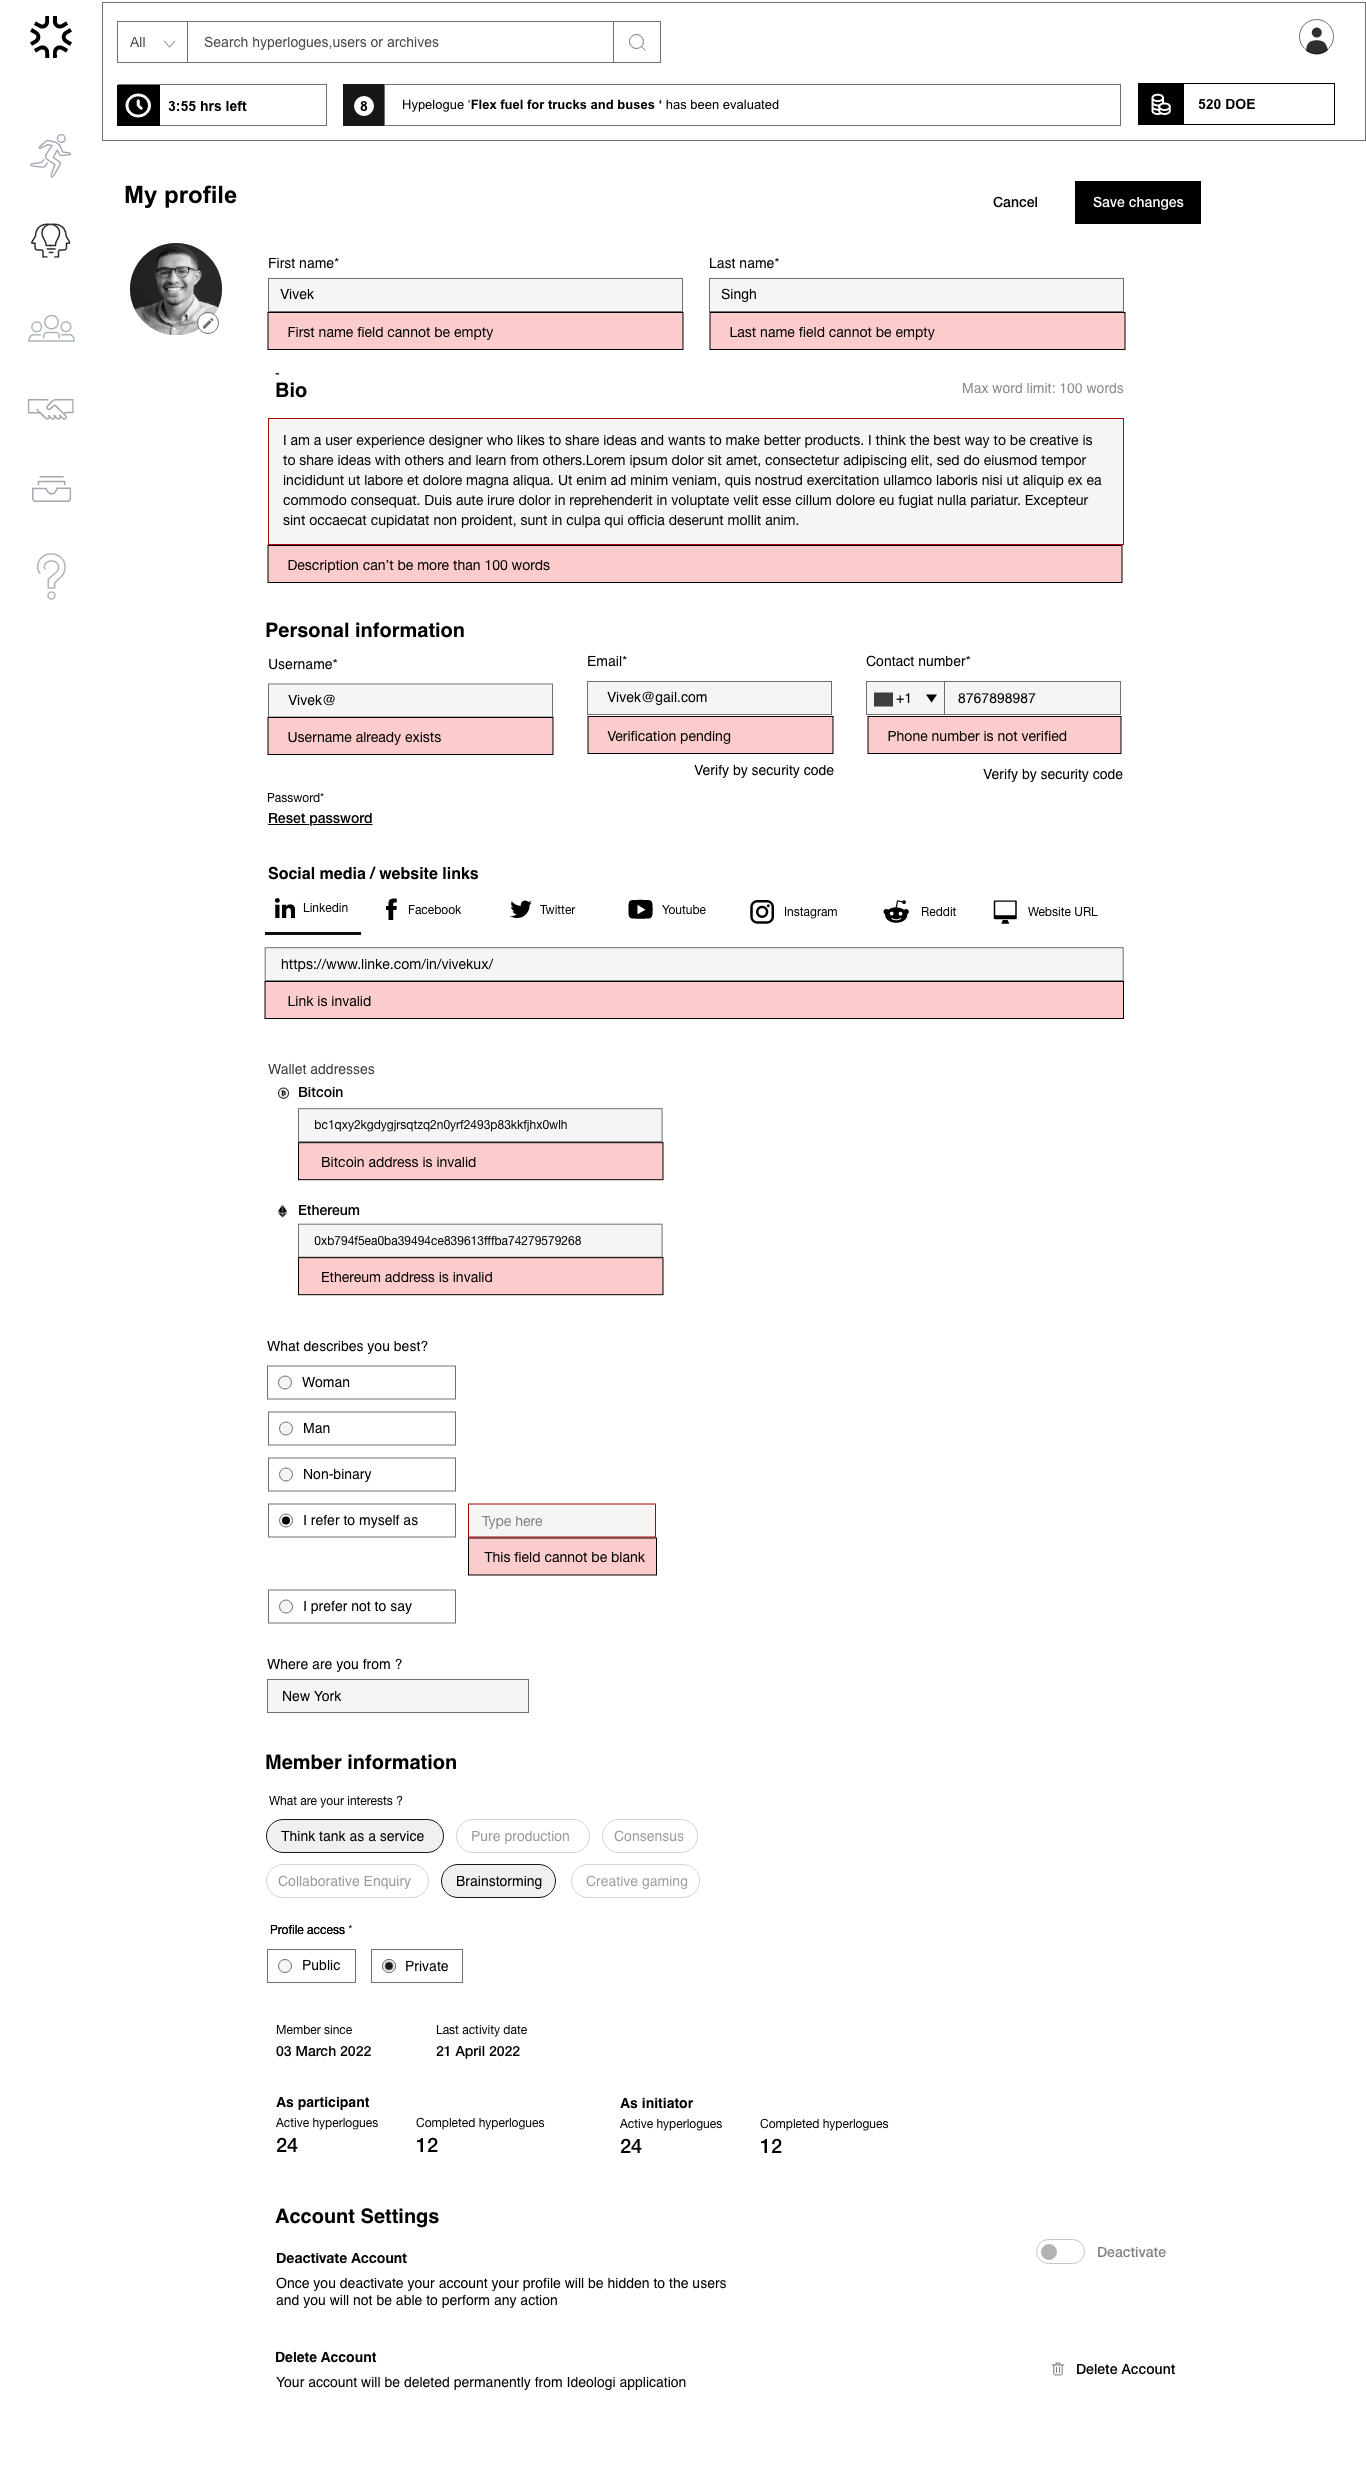 All
Search hyperlogues,users or archives
3:55 hrs left
8
Hypelogue ‘Flex fuel for trucks and buses ‘ has been evaluated
520 DOE
My profile
Cancel
Save changes
First name*
Last name*
Vivek
Singh
First name field cannot be empty
Last name field cannot be empty
-
Bio
Max word limit: 100 words
I am a user experience designer who likes to share ideas and wants to make better products. I think the best way to be creative is
to share ideas with others and learn from others.Lorem ipsum dolor sit amet, consectetur adipiscing elit, sed do eiusmod tempor
incididunt ut labore et dolore magna aliqua. Ut enim ad minim veniam, quis nostrud exercitation ullamco laboris nisi ut aliquip ex ea
commodo consequat. Duis aute irure dolor in reprehenderit in voluptate velit esse cillum dolore eu fugiat nulla pariatur. Excepteur
sint occaecat cupidatat non proident, sunt in culpa qui officia deserunt mollit anim.
Description can’t be more than 100 words
Personal information
Username*
Email*
Contact number*
Vivek@
Vivek@gail.com
+1
8767898987
Username already exists
Verification pending
Phone number is not verified
Verify by security code
Verify by security code
Password*
Reset password
Social media / website links
Linkedin
Facebook
Twitter
Youtube
Instagram
Reddit
Website URL
https://www.linke.com/in/vivekux/
Link is invalid
Wallet addresses
Bitcoin
bc1qxy2kgdygjrsqtzq2n0yrf2493p83kkfjhx0wlh
Bitcoin address is invalid
Ethereum
0xb794f5ea0ba39494ce839613fffba74279579268
Ethereum address is invalid
What describes you best?
Woman
Man
Non-binary
I refer to myself as
Type here
This field cannot be blank
I prefer not to say
Where are you from ?
New York
Member information
What are your interests ?
Think tank as a service
Pure production
Consensus
Collaborative Enquiry
Brainstorming
Creative gaming
Profile access *
Public
Private
Member since
Last activity date
03 March 2022
21 April 2022
As participant
As initiator
Active hyperlogues
Completed hyperlogues
Active hyperlogues
Completed hyperlogues
24
12
24
12
Account Settings
Deactivate Account
Deactivate
Once you deactivate your account your profile will be hidden to the users
and you will not be able to perform any action
Delete Account
Delete Account
Your account will be deleted permanently from Ideologi application